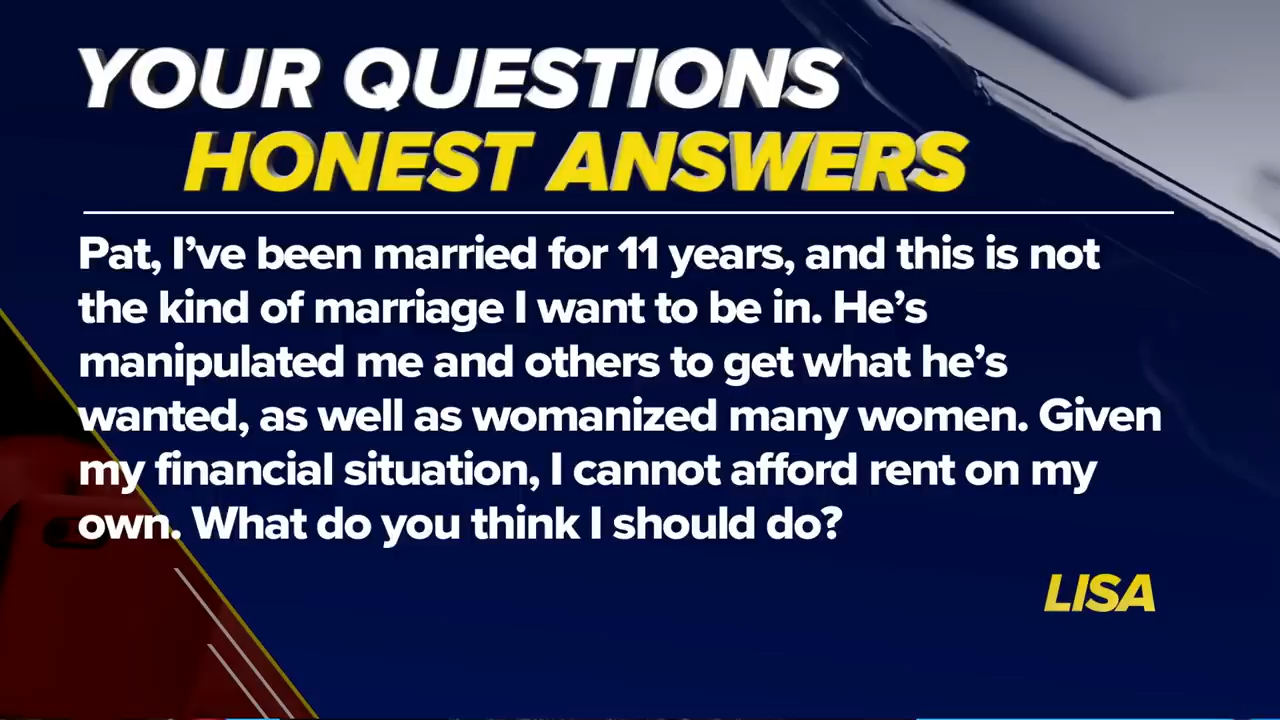 YOUR QUESTIONS
HONEST ANSWERS
Pat, I’ve been married for 11 years, and this is not
the kind of marriage I want to be in. He’s
manipulated me and others to get what he’s
wanted, as well as womanized many women. Given
my financial situation, I cannot afford rent on my
own. What do you think I should do?
LISA